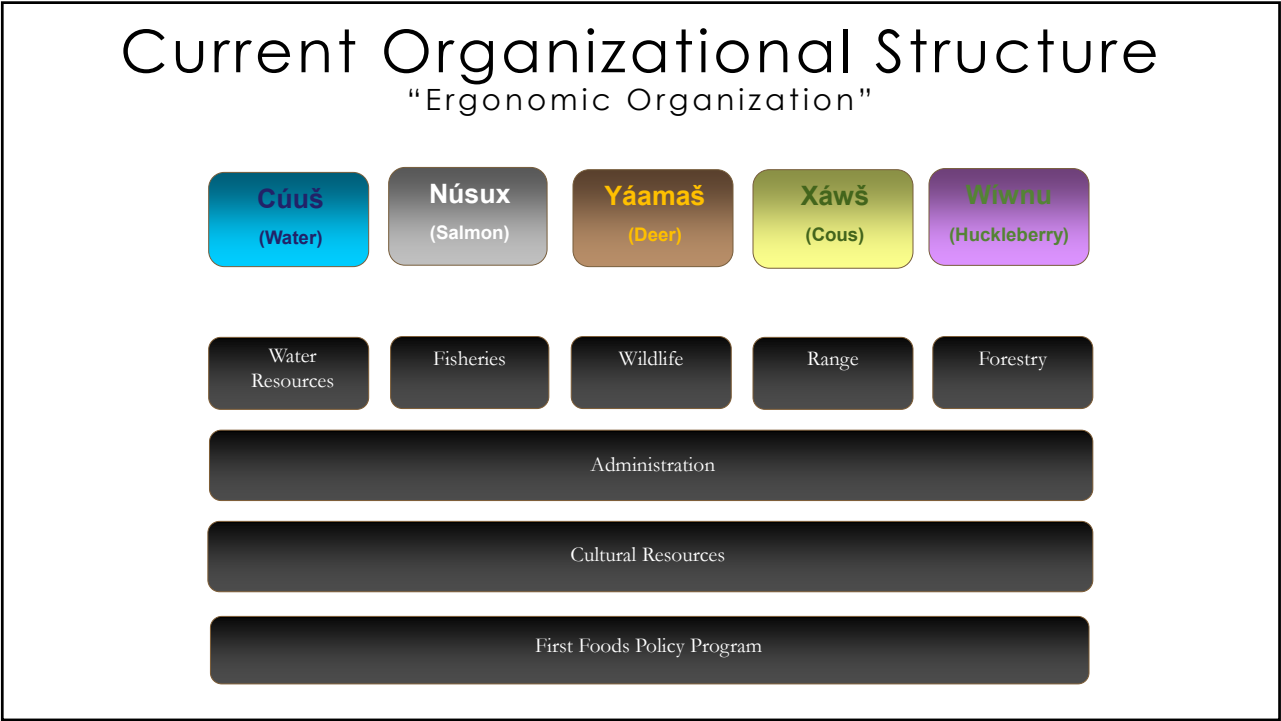 Current Organizational Structure
“Ergonomic Organization”
Cúuš
(Water)
Núsux
(Salmon)
Yáamaš
(Deer)
Xáwš
(Cous)
Wíwnu
(Huckleberry)
Water
Resources
Fisheries
Wildlife
Range
Forestry
Administration
Cultural Resources
First Foods Policy Program